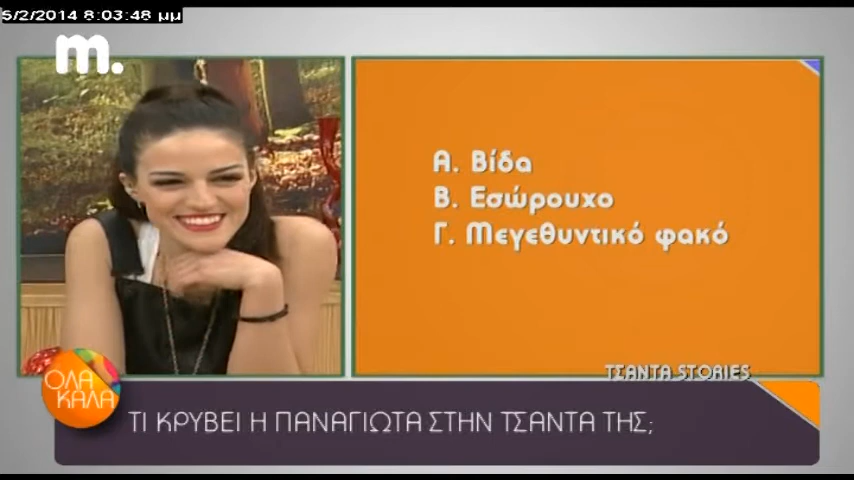 5/2/2014 8:03:48 μμ
m.
Α. Βίδα
Β. Εσώρουχο
Γ. Μεγεθυντικό φακό
ΤΣΑΝΤΑ STORIES
ΟΛΑ
ΚΑΛΑ
ΤΙ ΚΡΥΒΕΙ Η ΠΑΝΑΓΙΩΤΑ ΣΤΗΝ ΤΣΑΝΤΑ ΤΗΣ;